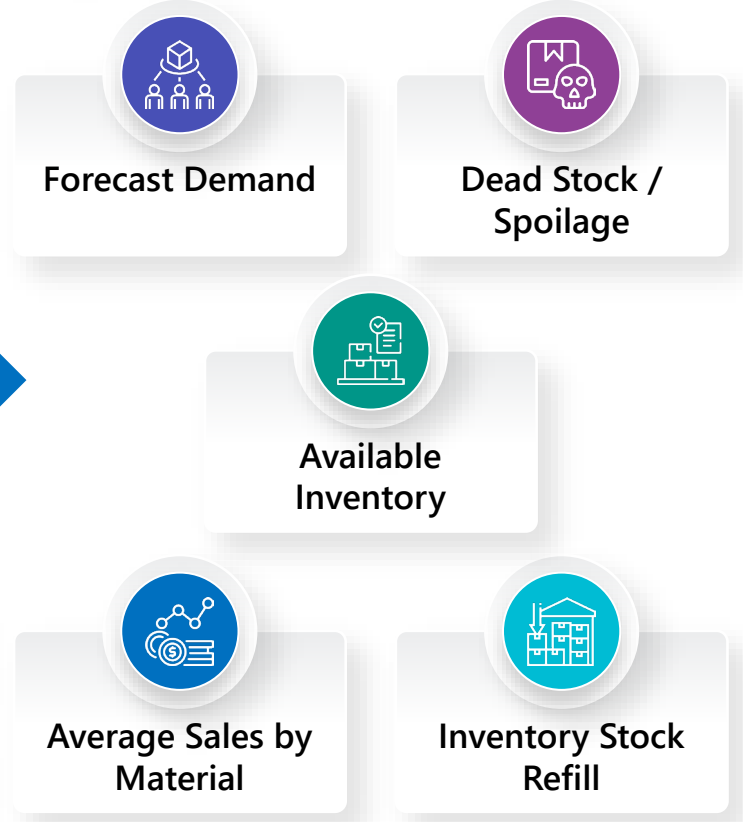 Forecast Demand
Dead Stock /
Spoilage
Available
Inventory
Average Sales by
Material
Inventory Stock
Refill